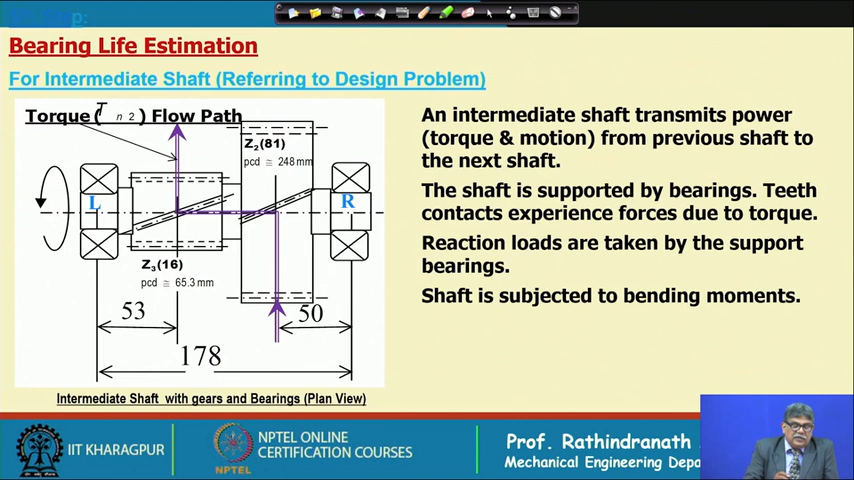 Bearing Life Estimation
For Intermediate Shaft (Referring to Design Problem)
Torque (T n 2) Flow Path
Z2(81)
pcd ≅ 248mm
L
R
Z3(16)
pcd ≅ 65.3 mm
53
50
178
Intermediate Shaft with gears and Bearings (Plan View)
An intermediate shaft transmits power
(torque & motion) from previous shaft to
the next shaft.
The shaft is supported by bearings. Teeth
contacts experience forces due to torque.
Reaction loads are taken by the support
bearings.
Shaft is subjected to bending moments.
IIT KHARAGPUR
NPTEL
NPTEL ONLINE
CERTIFICATION COURSES
Prof. Rathindranath
Mechanical Engineering